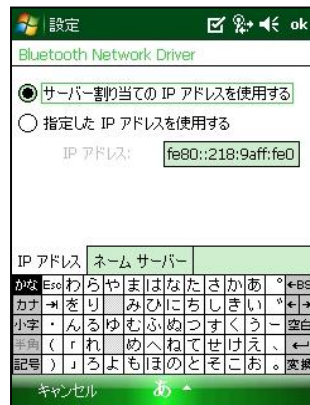 設定 ok
Bluetooth Network Driver
サーバー割り当ての IP アドレスを使用する
指定した IP アドレスを使用する
IP アドレス: fe80::218:9aff:fe0
IP アドレス ネーム サーバー
かな Esc わ ら や ま は な た さ か あ ゜ ←BS
カナ →| を り み ひ に ち し き い ゛ ← →
小字 ・ ん る ゆ む ふ ぬ つ す く う ー 空白
半角 ( 「 れ め へ ね て せ け え 、 ↵
記号 ) 」 ろ よ も ほ の と そ こ お 。 変換
キャンセル あ